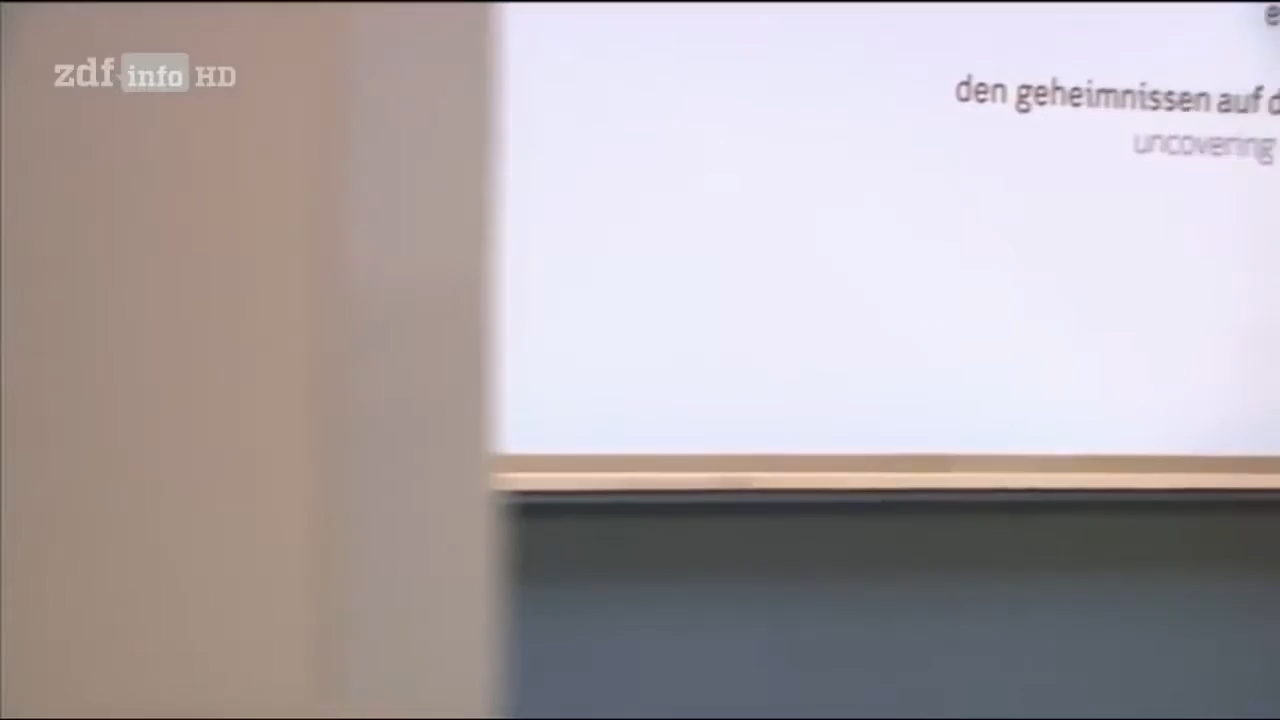 zdf info HD
den geheimnissen auf d
uncovering